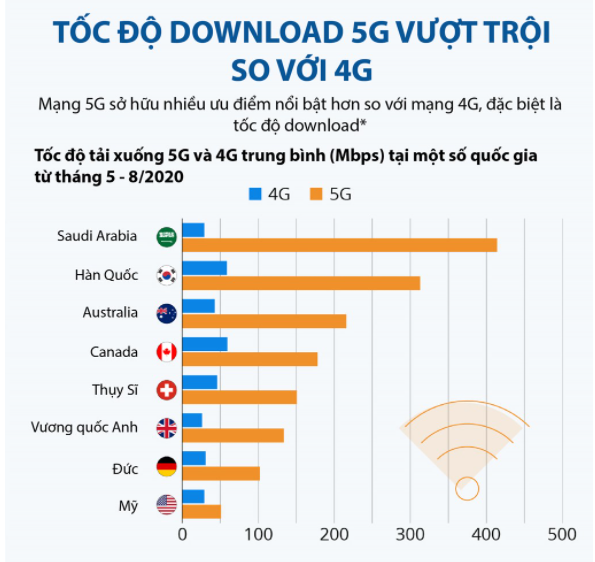 TỐC ĐỘ DOWNLOAD 5G VƯỢT TRỘI
SO VỚI 4G
Mạng 5G sở hữu nhiều ưu điểm nổi bật hơn so với mạng 4G, đặc biệt là
tốc độ download*
Tốc độ tải xuống 5G và 4G trung bình (Mbps) tại một số quốc gia
từ tháng 5 - 8/2020
4G 5G
Saudi Arabia
Hàn Quốc
Australia
Canada
Thụy Sĩ
Vương quốc Anh
Đức
Mỹ
0 100 200 300 400 500